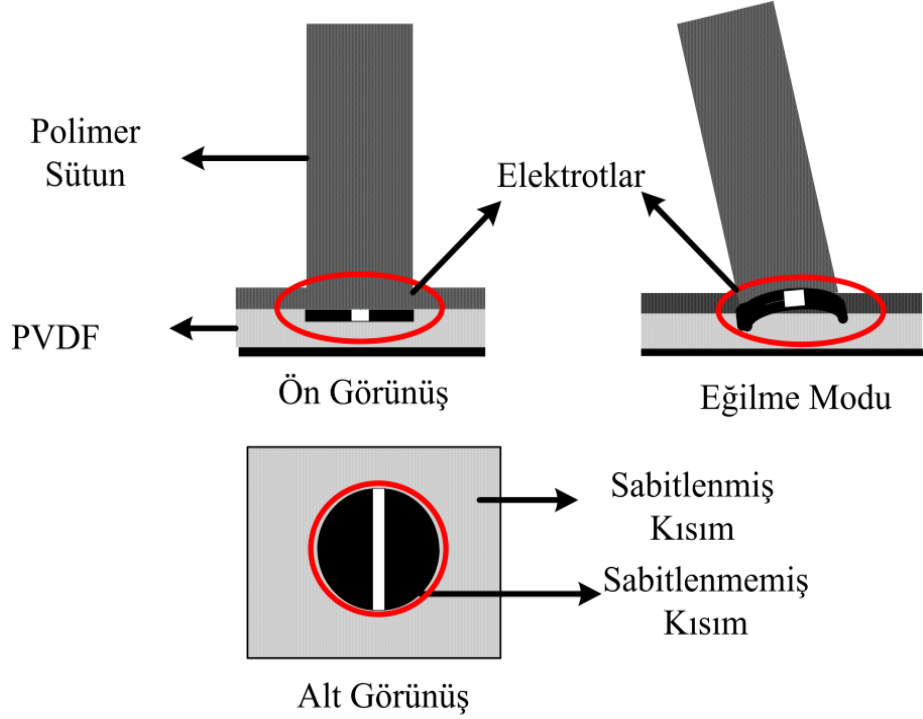 Polimer
Sütun
Elektrotlar
PVDF
Ön Görünüş
Eğilme Modu
Sabitlenmiş
Kısım
Sabitlenmemiş
Kısım
Alt Görünüş